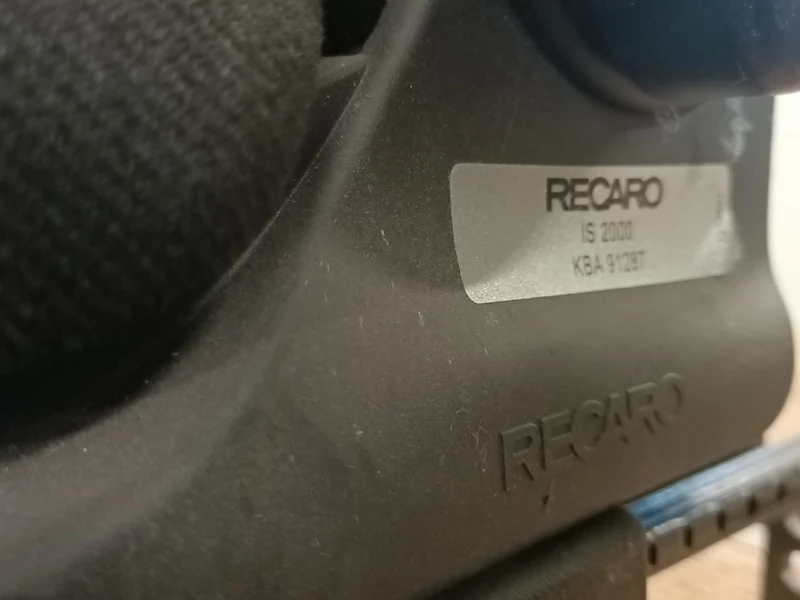 RECARO
IS 2000
KBA 91287
RECARO